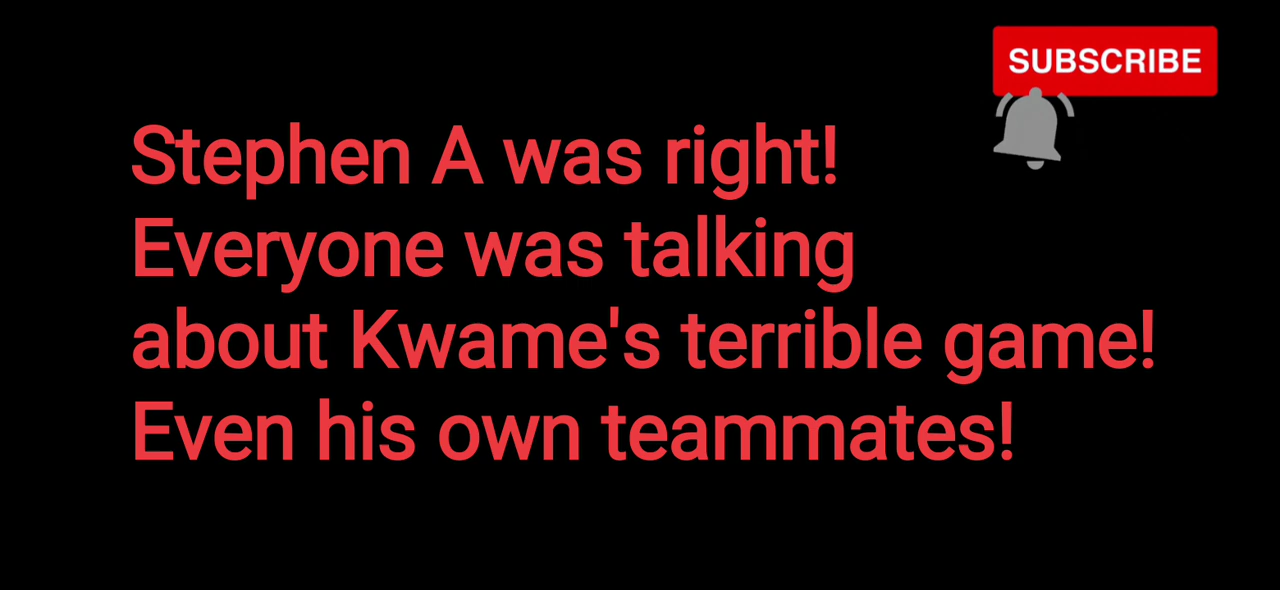 SUBSCRIBE
Stephen A was right!
Everyone was talking
about Kwame's terrible game!
Even his own teammates!